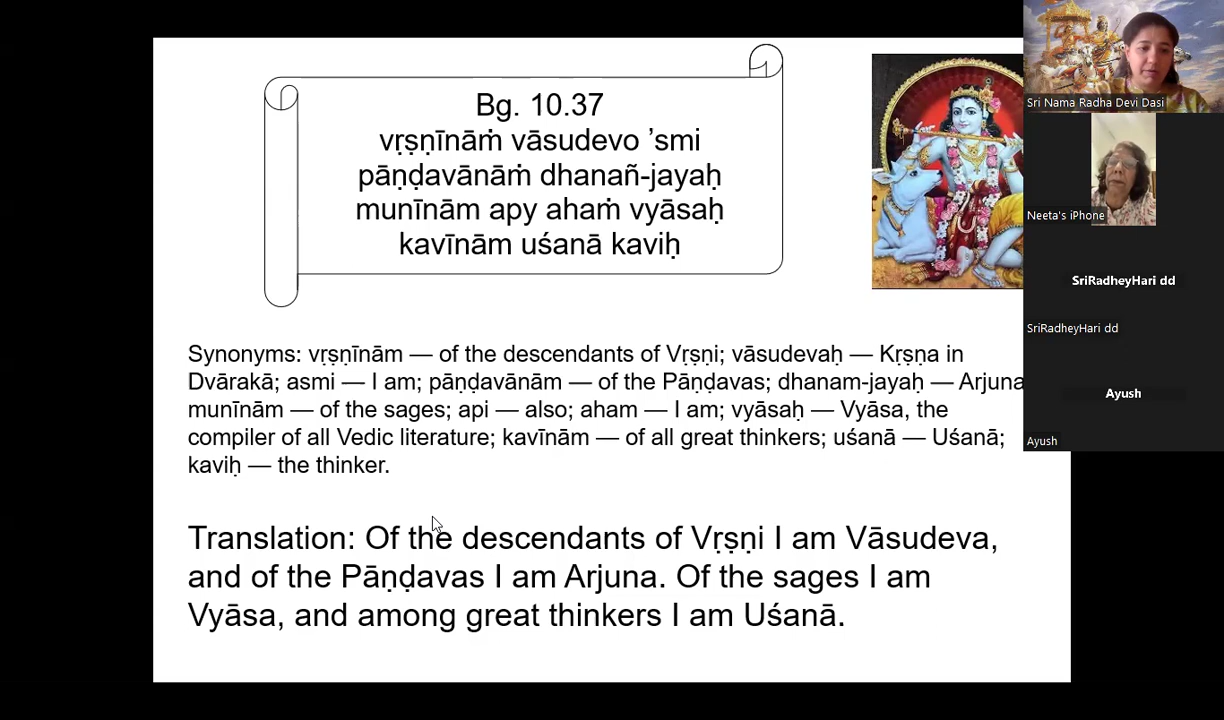 Bg. 10.37
vṛṣṇīnāṁ vāsudevo ’smi
pāṇḍavānāṁ dhanañ-jayaḥ
munīnām apy ahaṁ vyāsaḥ
kavīnām uśanā kaviḥ
Synonyms: vṛṣṇīnām — of the descendants of Vṛṣṇi; vāsudevaḥ — Kṛṣṇa in
Dvārakā; asmi — I am; pāṇḍavānām — of the Pāṇḍavas; dhanam-jayaḥ — Arjuna
munīnām — of the sages; api — also; aham — I am; vyāsaḥ — Vyāsa, the
compiler of all Vedic literature; kavīnām — of all great thinkers; uśanā — Uśanā;
kaviḥ — the thinker.
Translation: Of the descendants of Vṛṣṇi I am Vāsudeva,
and of the Pāṇḍavas I am Arjuna. Of the sages I am
Vyāsa, and among great thinkers I am Uśanā.
Sri Nama Radha Devi Dasi
Neeta's iPhone
SriRadheyHari dd
SriRadheyHari dd
Ayush
Ayush